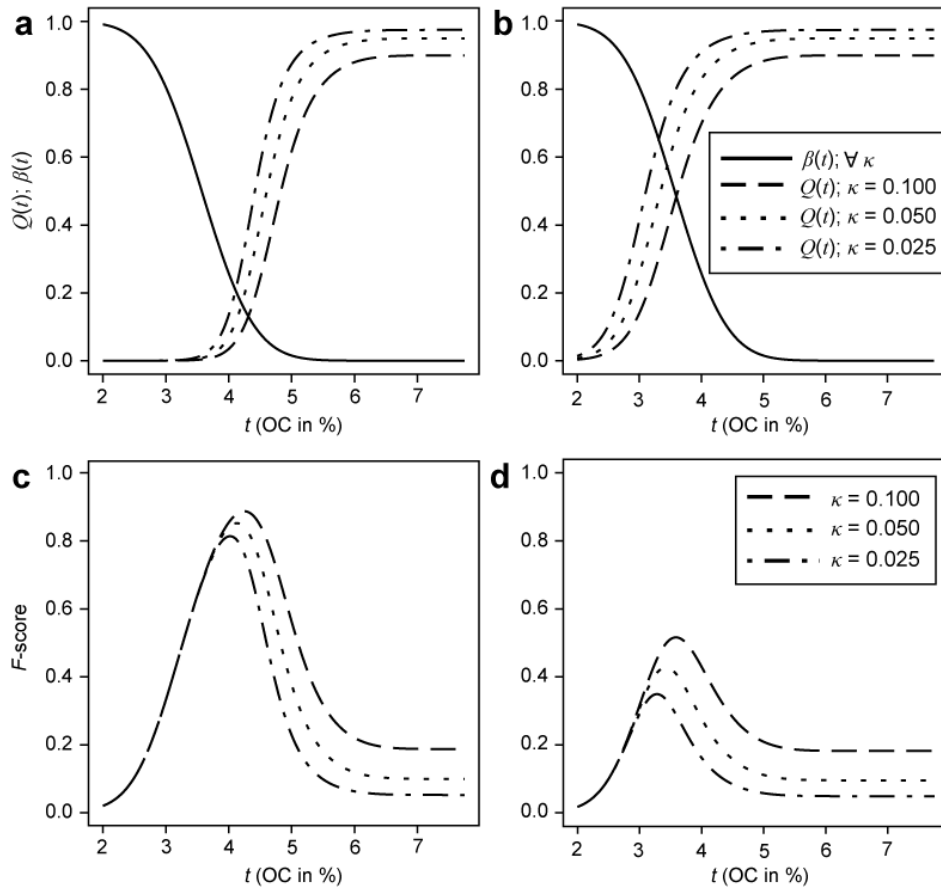 a
1.0
0.8
0.6
0.4
0.2
0.0
Q(t); β(t)
2 3 4 5 6 7
t (OC in %)
b
1.0
0.8
0.6
0.4
0.2
0.0
β(t); ∀ κ
Q(t); κ = 0.100
Q(t); κ = 0.050
Q(t); κ = 0.025
2 3 4 5 6 7
t (OC in %)
c
1.0
0.8
0.6
0.4
0.2
0.0
F-score
2 3 4 5 6 7
t (OC in %)
d
1.0
0.8
0.6
0.4
0.2
0.0
κ = 0.100
κ = 0.050
κ = 0.025
2 3 4 5 6 7
t (OC in %)